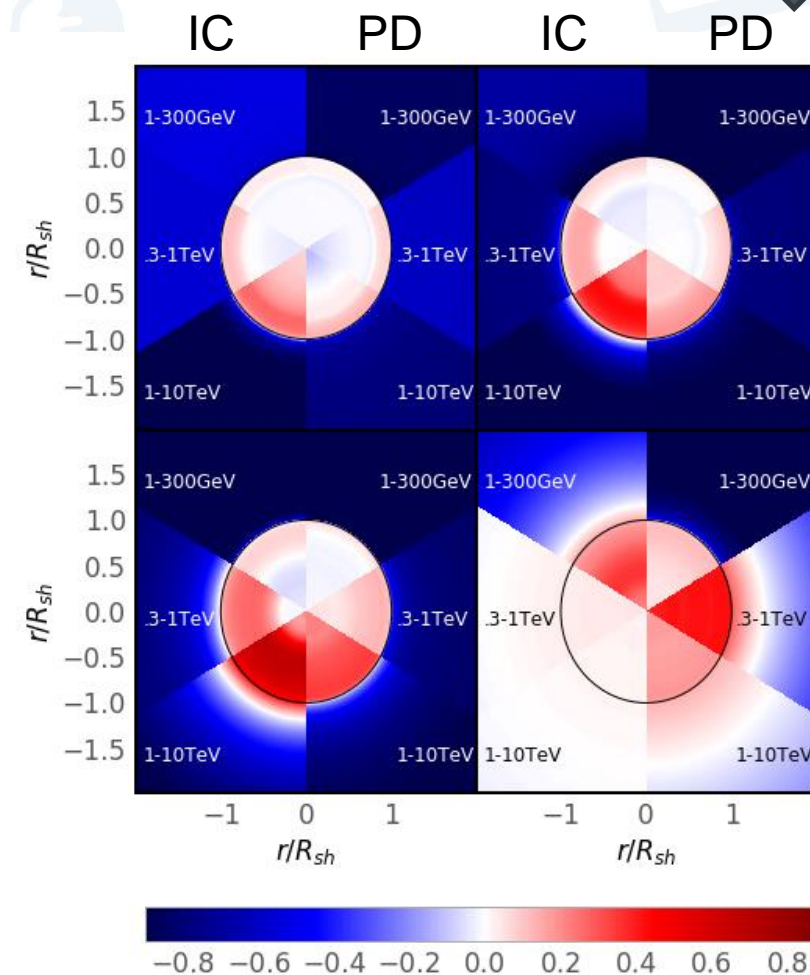 IC PD IC PD
1-300GeV 1-300GeV 1-300GeV 1-300GeV
.3-1TeV .3-1TeV .3-1TeV .3-1TeV
1-10TeV 1-10TeV 1-10TeV 1-10TeV
1.5
1.0
0.5
0.0
−0.5
−1.0
−1.5
r/R_sh
1-300GeV 1-300GeV 1-300GeV 1-300GeV
.3-1TeV .3-1TeV .3-1TeV .3-1TeV
1-10TeV 1-10TeV 1-10TeV 1-10TeV
1.5
1.0
0.5
0.0
−0.5
−1.0
−1.5
r/R_sh
−1 0 1 −1 0 1
r/R_sh r/R_sh
−0.8 −0.6 −0.4 −0.2 0.0 0.2 0.4 0.6 0.8